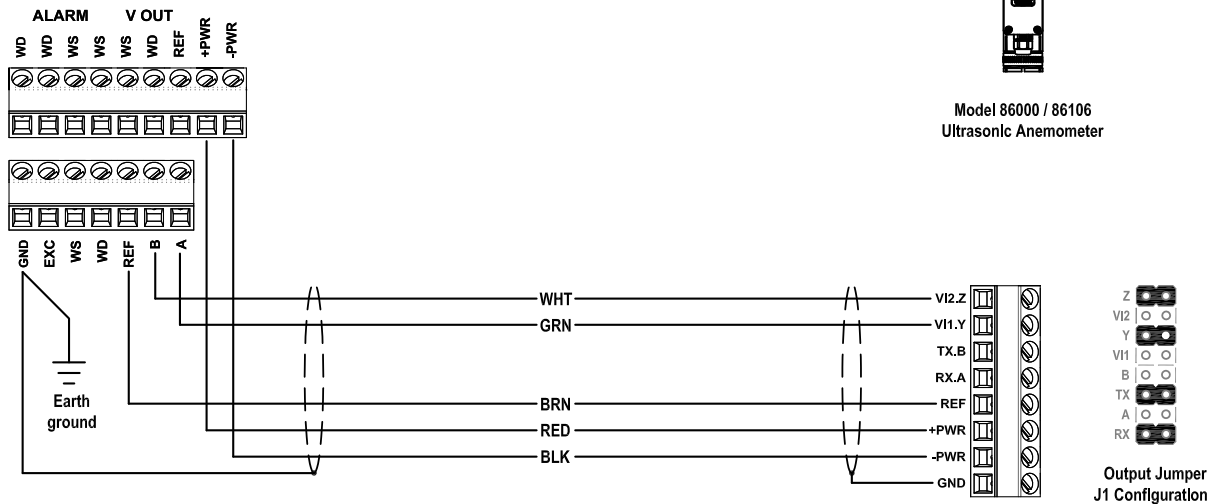 ALARM V OUT
WD WD WS WS WS WD REF +PWR -PWR
Model 86000 / 86106
Ultrasonic Anemometer
GND EXC WS WD REF B A
WHT
GRN
BRN
RED
BLK
Earth
ground
VI2.Z
VI1.Y
TX.B
RX.A
REF
+PWR
-PWR
GND
Z
VI2
Y
VI1
B
TX
A
RX
Output Jumper
J1 Configuration